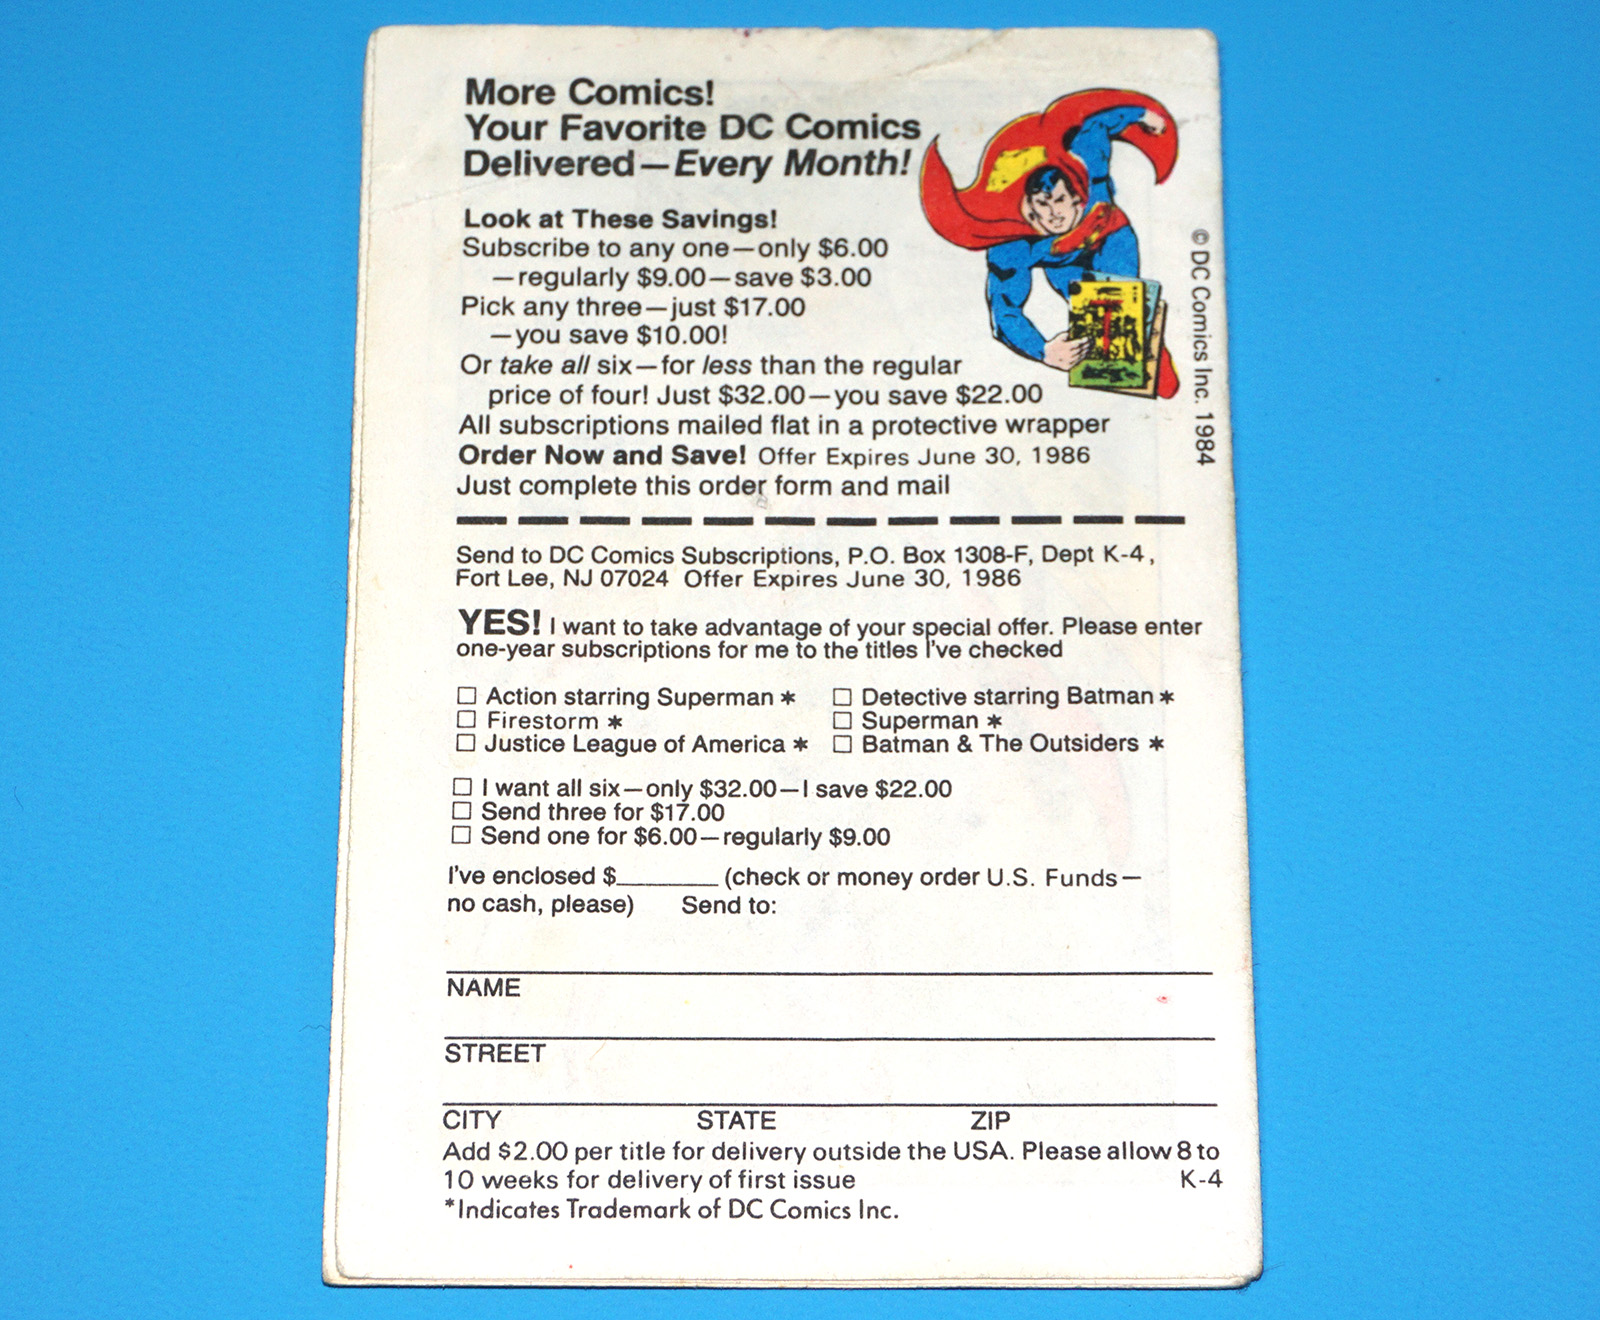 More Comics!
Your Favorite DC Comics
Delivered—Every Month!
Look at These Savings!
Subscribe to any one—only $6.00
—regularly $9.00—save $3.00
Pick any three—just $17.00
—you save $10.00!
Or take all six—for less than the regular
price of four! Just $32.00—you save $22.00
All subscriptions mailed flat in a protective wrapper
Order Now and Save! Offer Expires June 30, 1986
Just complete this order form and mail
© DC Comics Inc. 1984
Send to DC Comics Subscriptions, P.O. Box 1308-F, Dept K-4,
Fort Lee, NJ 07024 Offer Expires June 30, 1986
YES! I want to take advantage of your special offer. Please enter
one-year subscriptions for me to the titles I've checked
☐ Action starring Superman * ☐ Detective starring Batman *
☐ Firestorm * ☐ Superman *
☐ Justice League of America * ☐ Batman & The Outsiders *
☐ I want all six—only $32.00—I save $22.00
☐ Send three for $17.00
☐ Send one for $6.00—regularly $9.00
I've enclosed $________ (check or money order U.S. Funds—
no cash, please) Send to:
NAME
STREET
CITY STATE ZIP
Add $2.00 per title for delivery outside the USA. Please allow 8 to
10 weeks for delivery of first issue K-4
*Indicates Trademark of DC Comics Inc.